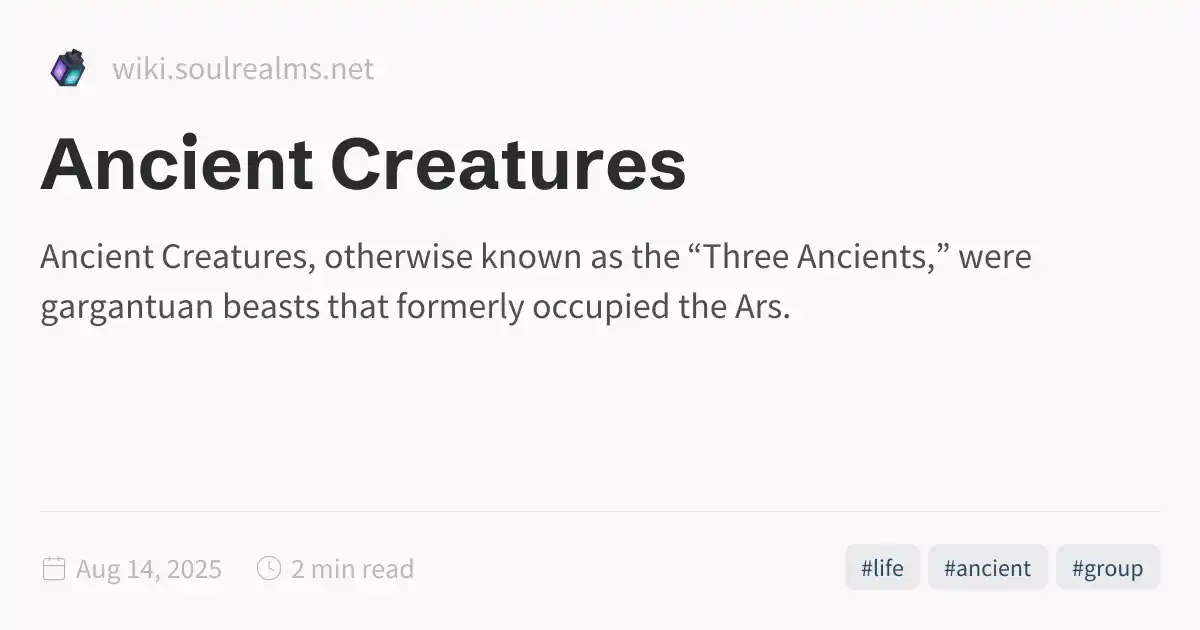 wiki.soulrealms.net
Ancient Creatures
Ancient Creatures, otherwise known as the “Three Ancients,” were
gargantuan beasts that formerly occupied the Ars.
Aug 14, 2025 2 min read #life #ancient #group